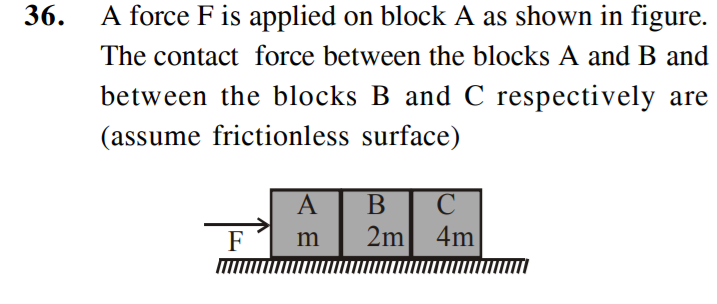 36. A force F is applied on block A as shown in figure.
The contact force between the blocks A and B and
between the blocks B and C respectively are
(assume frictionless surface)
A B C
F m 2m 4m